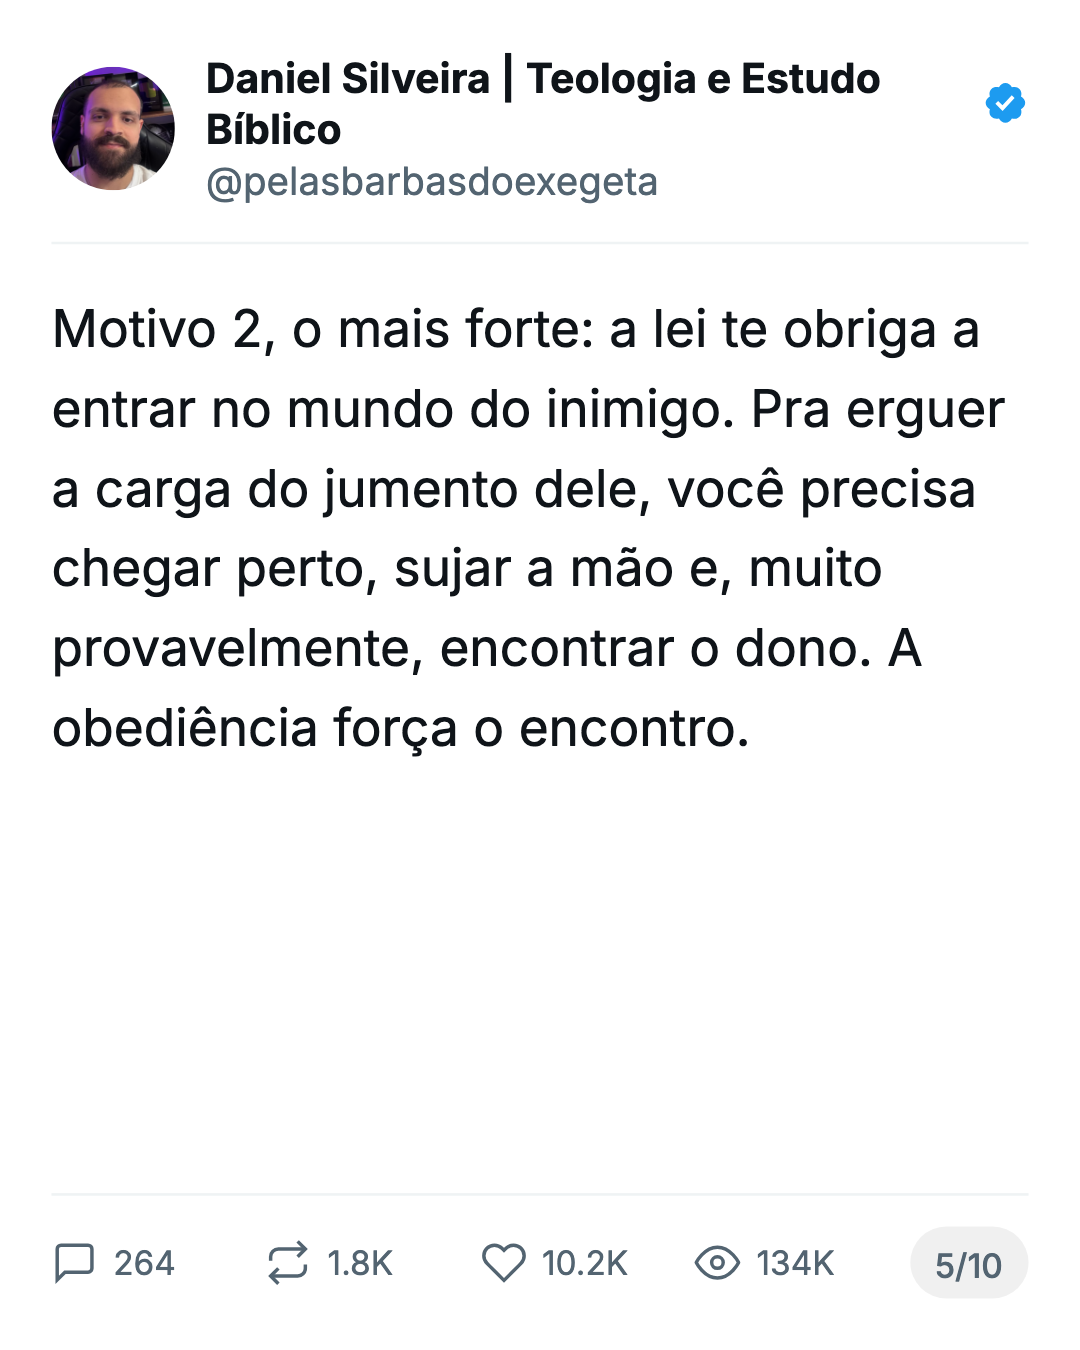 Daniel Silveira | Teologia e Estudo
Bíblico
@pelasbarbasdoexegeta
Motivo 2, o mais forte: a lei te obriga a
entrar no mundo do inimigo. Pra erguer
a carga do jumento dele, você precisa
chegar perto, sujar a mão e, muito
provavelmente, encontrar o dono. A
obediência força o encontro.
264 1.8K 10.2K 134K 5/10